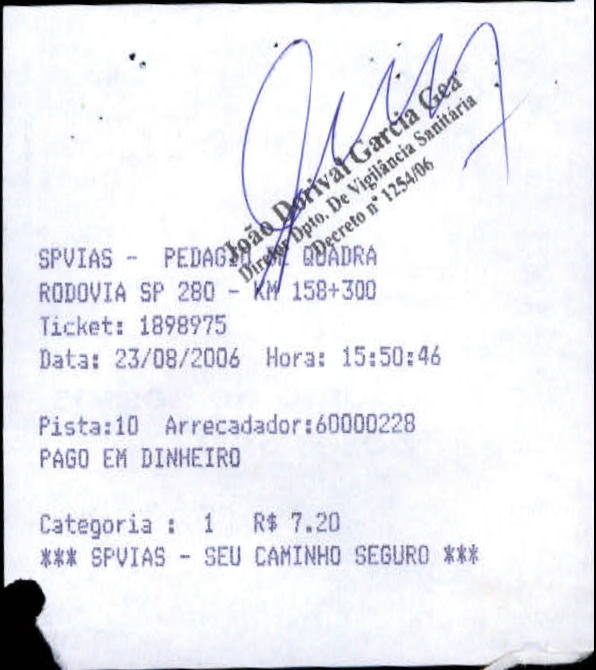 João Dorival Garcia Gea
Diretor Dpto. De Vigilância Sanitária
Decreto nº 1254/06
SPVIAS - PEDAGIO DE QUADRA
RODOVIA SP 280 - KM 158+300
Ticket: 1898975
Data: 23/08/2006 Hora: 15:50:46
Pista:10 Arrecadador:60000228
PAGO EM DINHEIRO
Categoria : 1 R$ 7.20
*** SPVIAS - SEU CAMINHO SEGURO ***